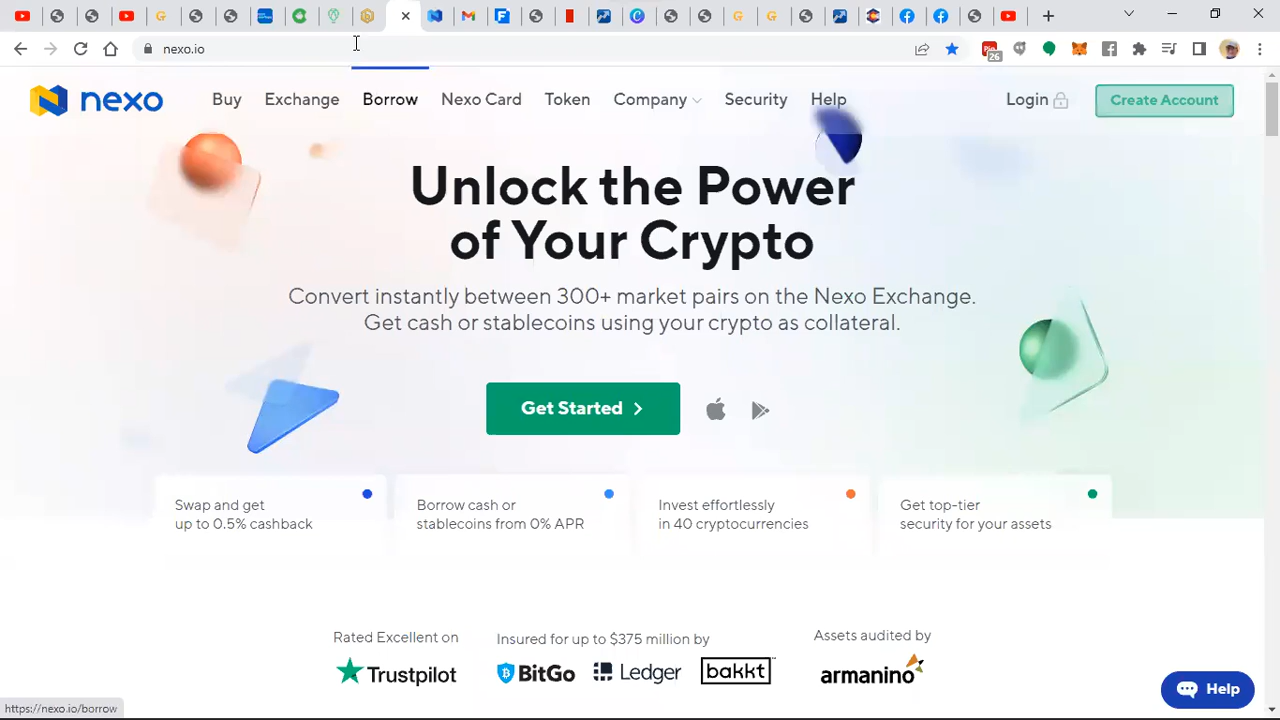 nexo.io
26
nexo
Buy
Exchange
Borrow
Nexo Card
Token
Company
Security
Help
Login
Create Account
Unlock the Power
of Your Crypto
Convert instantly between 300+ market pairs on the Nexo Exchange.
Get cash or stablecoins using your crypto as collateral.
Get Started
Swap and get
up to 0.5% cashback
Borrow cash or
stablecoins from 0% APR
Invest effortlessly
in 40 cryptocurrencies
Get top-tier
security for your assets
Rated Excellent on
Trustpilot
Insured for up to $375 million by
BitGo
Ledger
bakkt
Assets audited by
armanino
Help
https://nexo.io/borrow